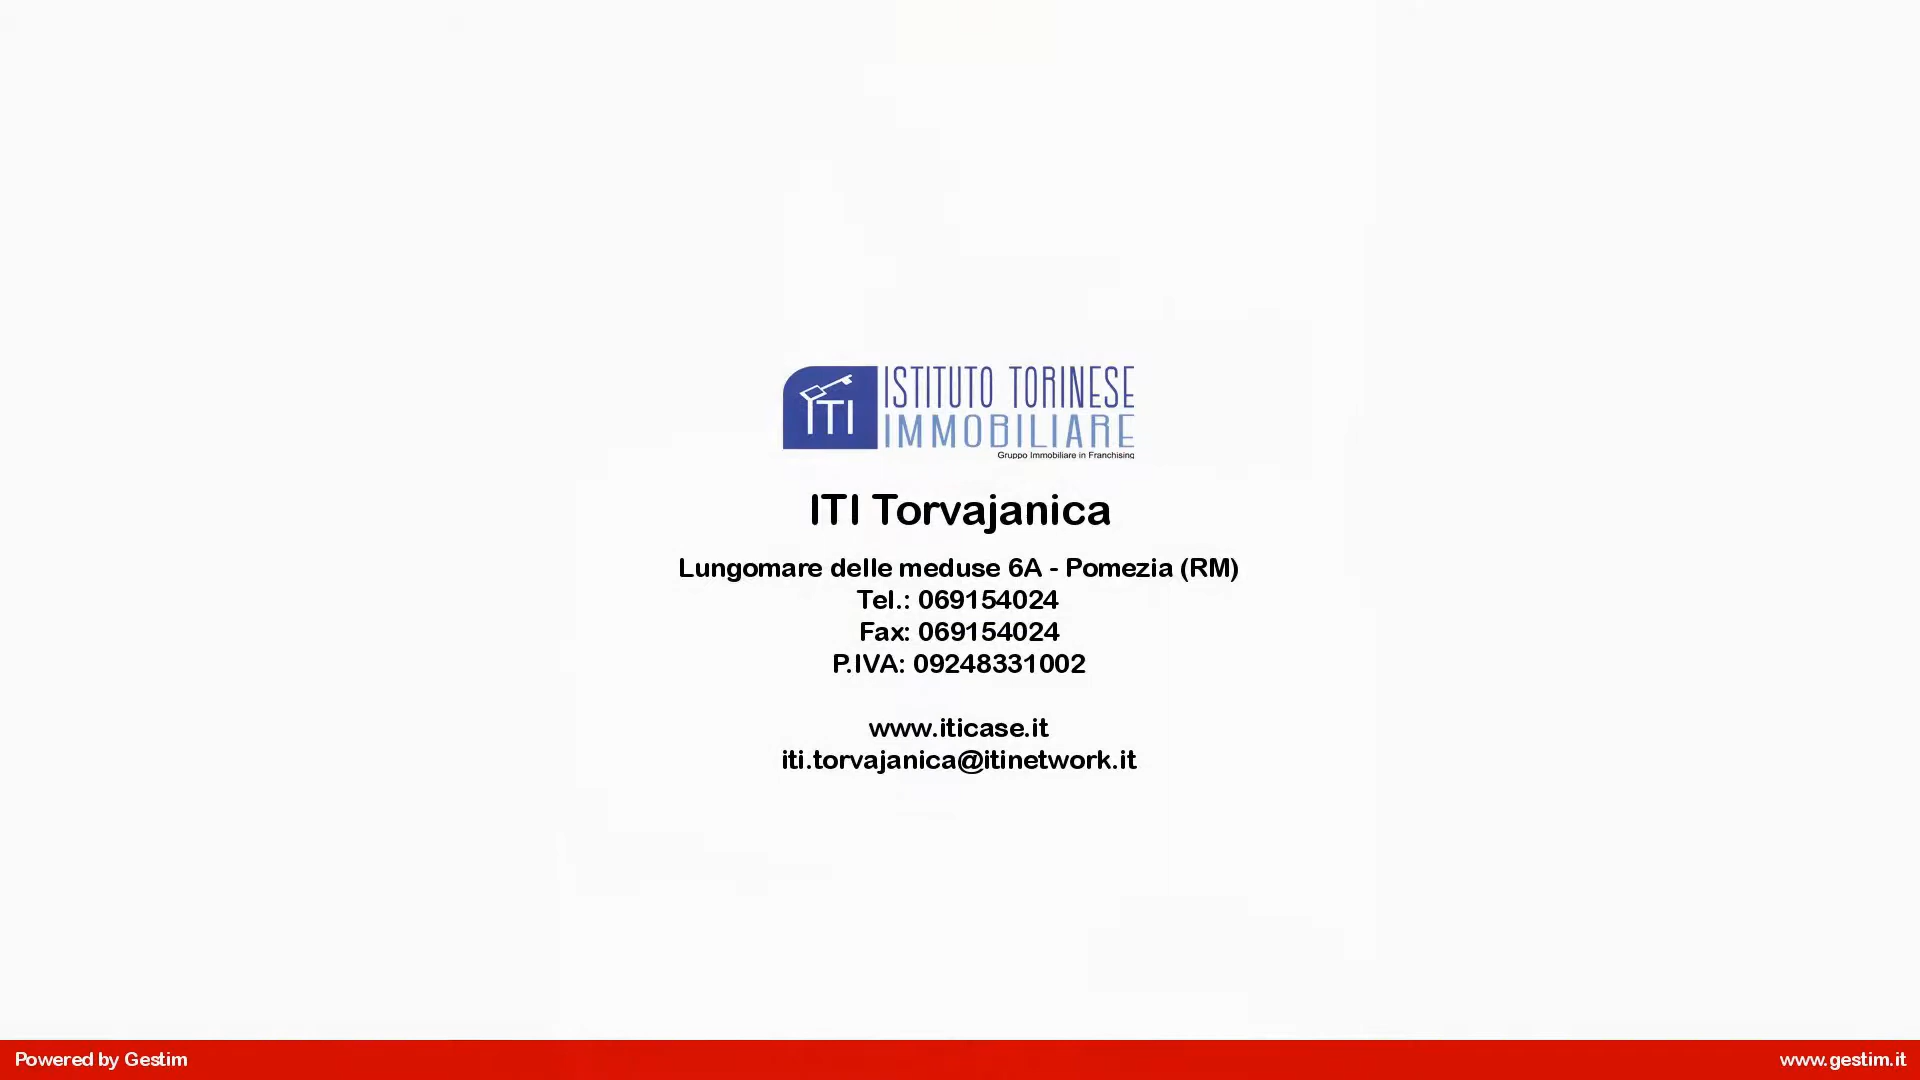 ITI
ISTITUTO TORINESE
IMMOBILIARE
Gruppo Immobiliare in Franchising
ITI Torvajanica
Lungomare delle meduse 6A - Pomezia (RM)
Tel.: 069154024
Fax: 069154024
P.IVA: 09248331002
www.iticase.it
iti.torvajanica@itinetwork.it
Powered by Gestim
www.gestim.it